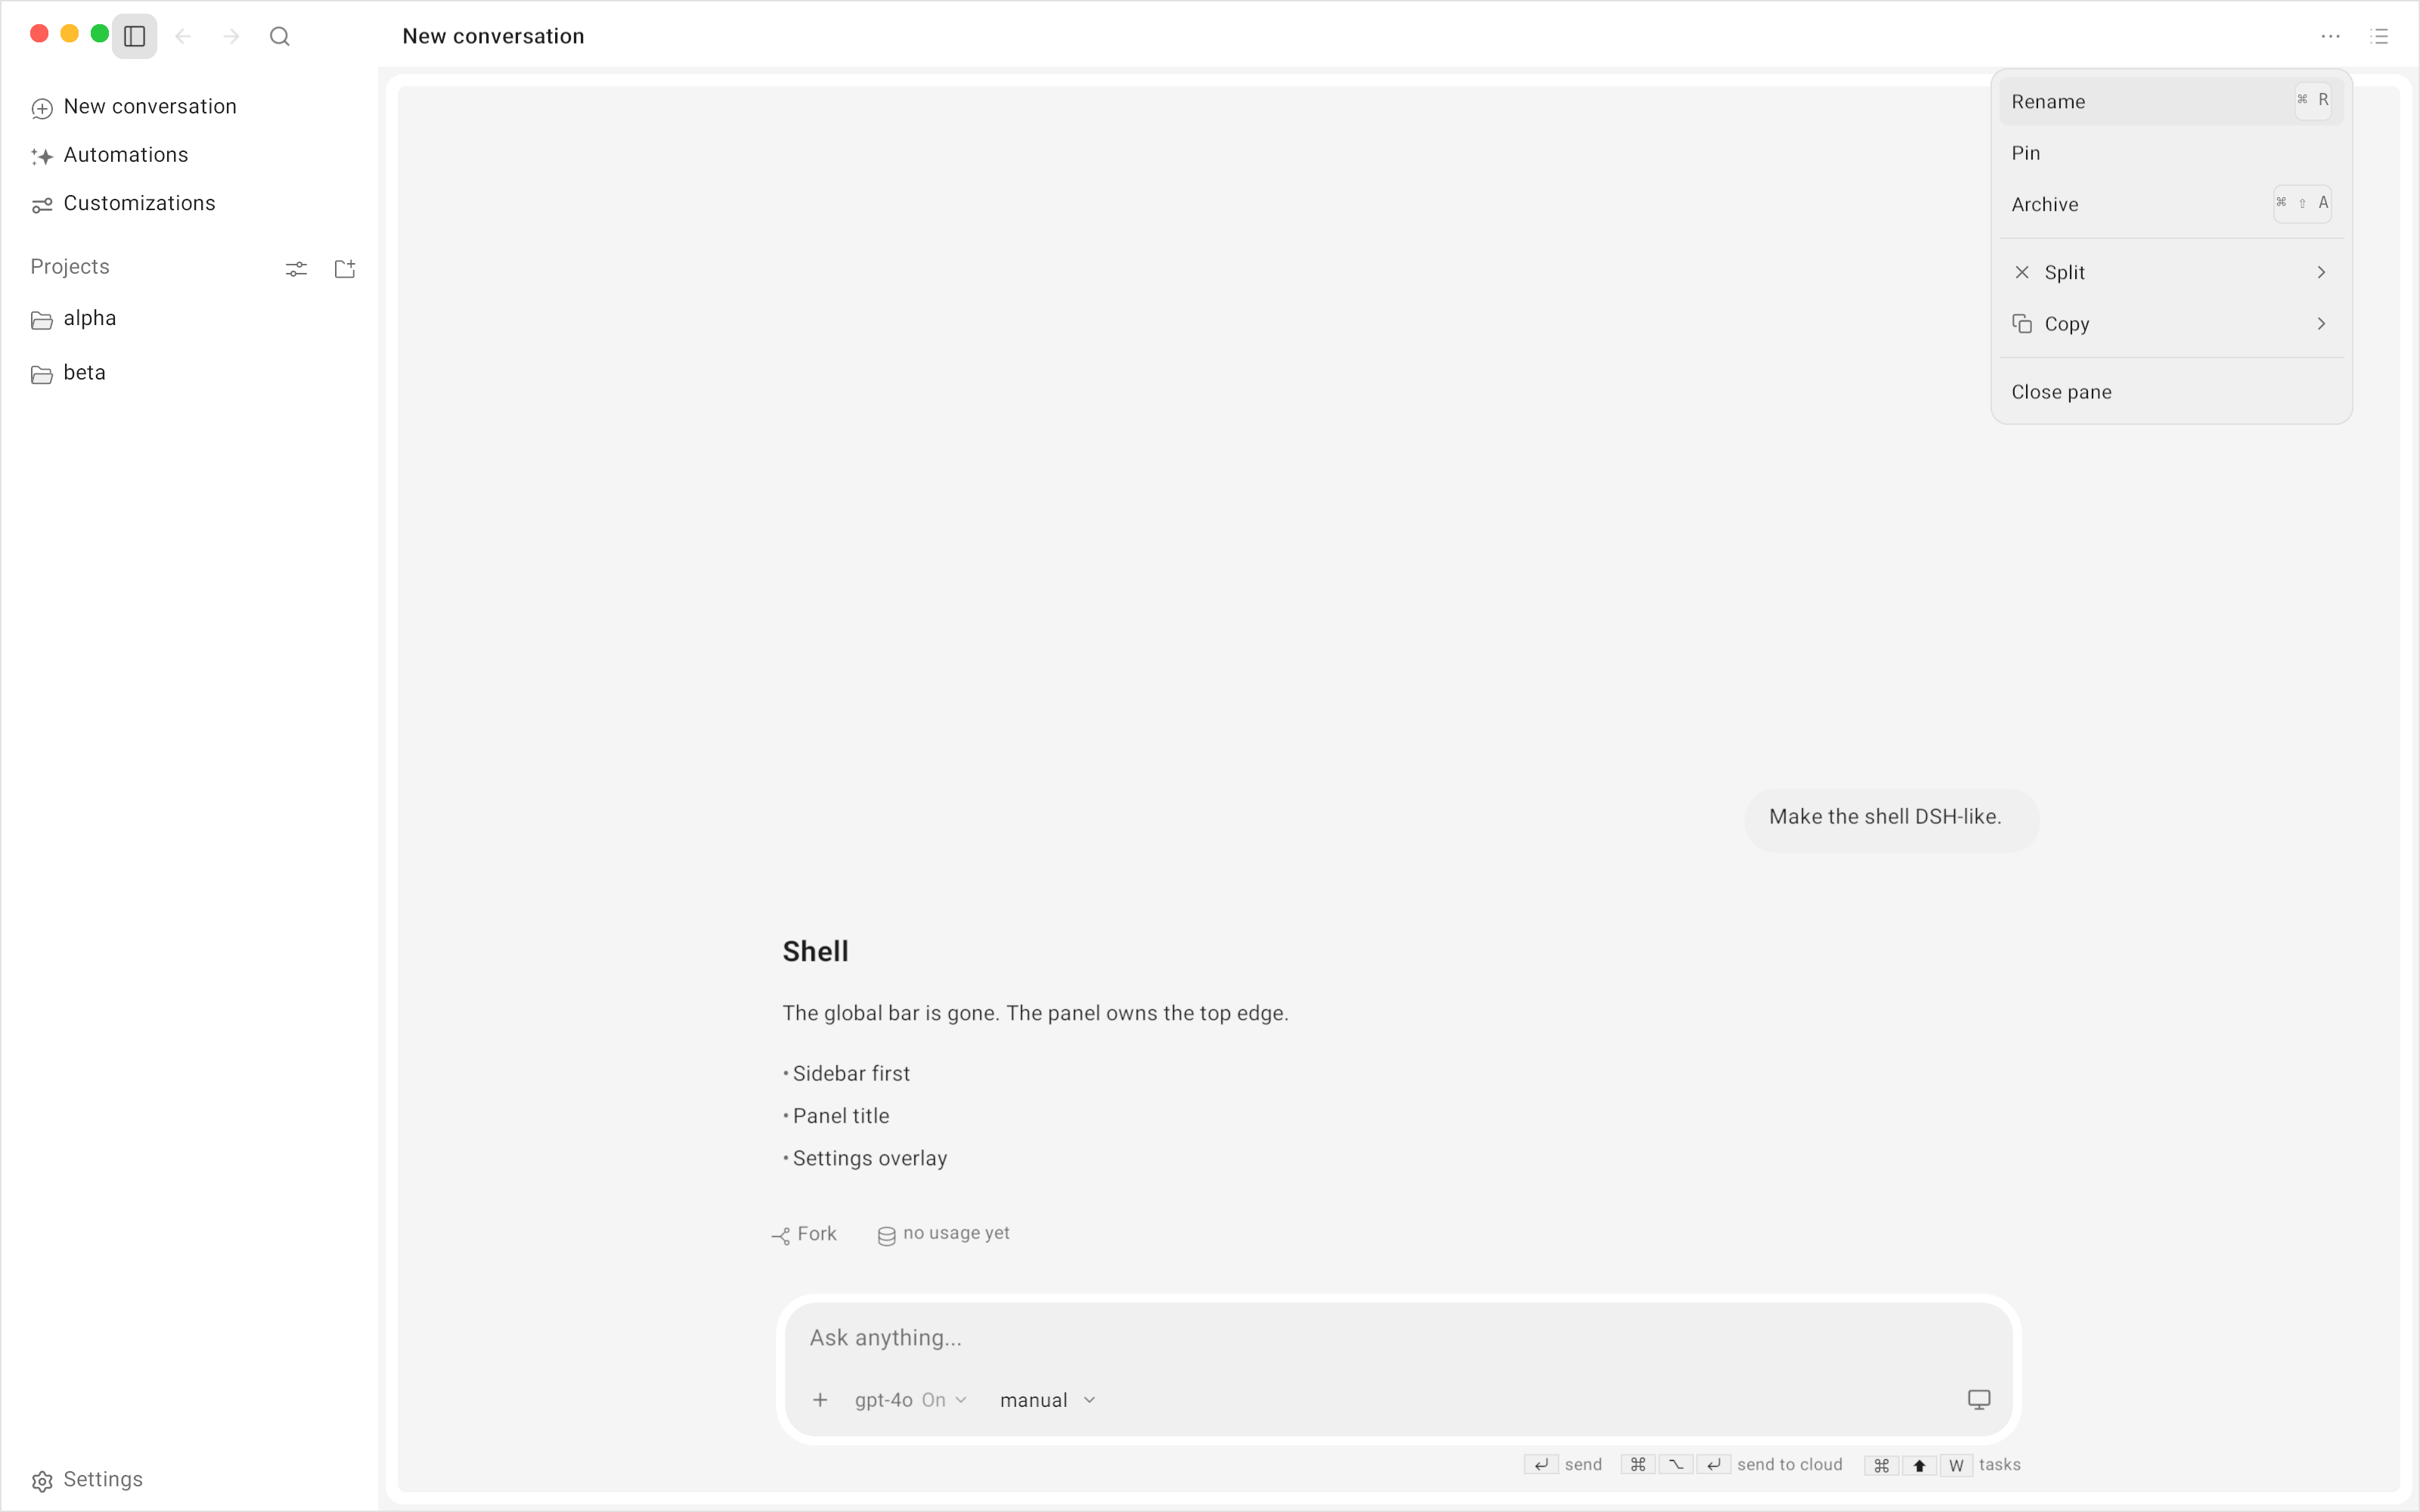 New conversation
New conversation
Automations
Customizations
Projects
alpha
beta
Settings
Rename ⌘ R
Pin
Archive ⌘ ⇧ A
Split
Copy
Close pane
Make the shell DSH-like.
Shell
The global bar is gone. The panel owns the top edge.
• Sidebar first
• Panel title
• Settings overlay
Fork no usage yet
Ask anything...
gpt-4o On manual
↵ send ⌘ ⌥ ↵ send to cloud ⌘ ⬆ W tasks